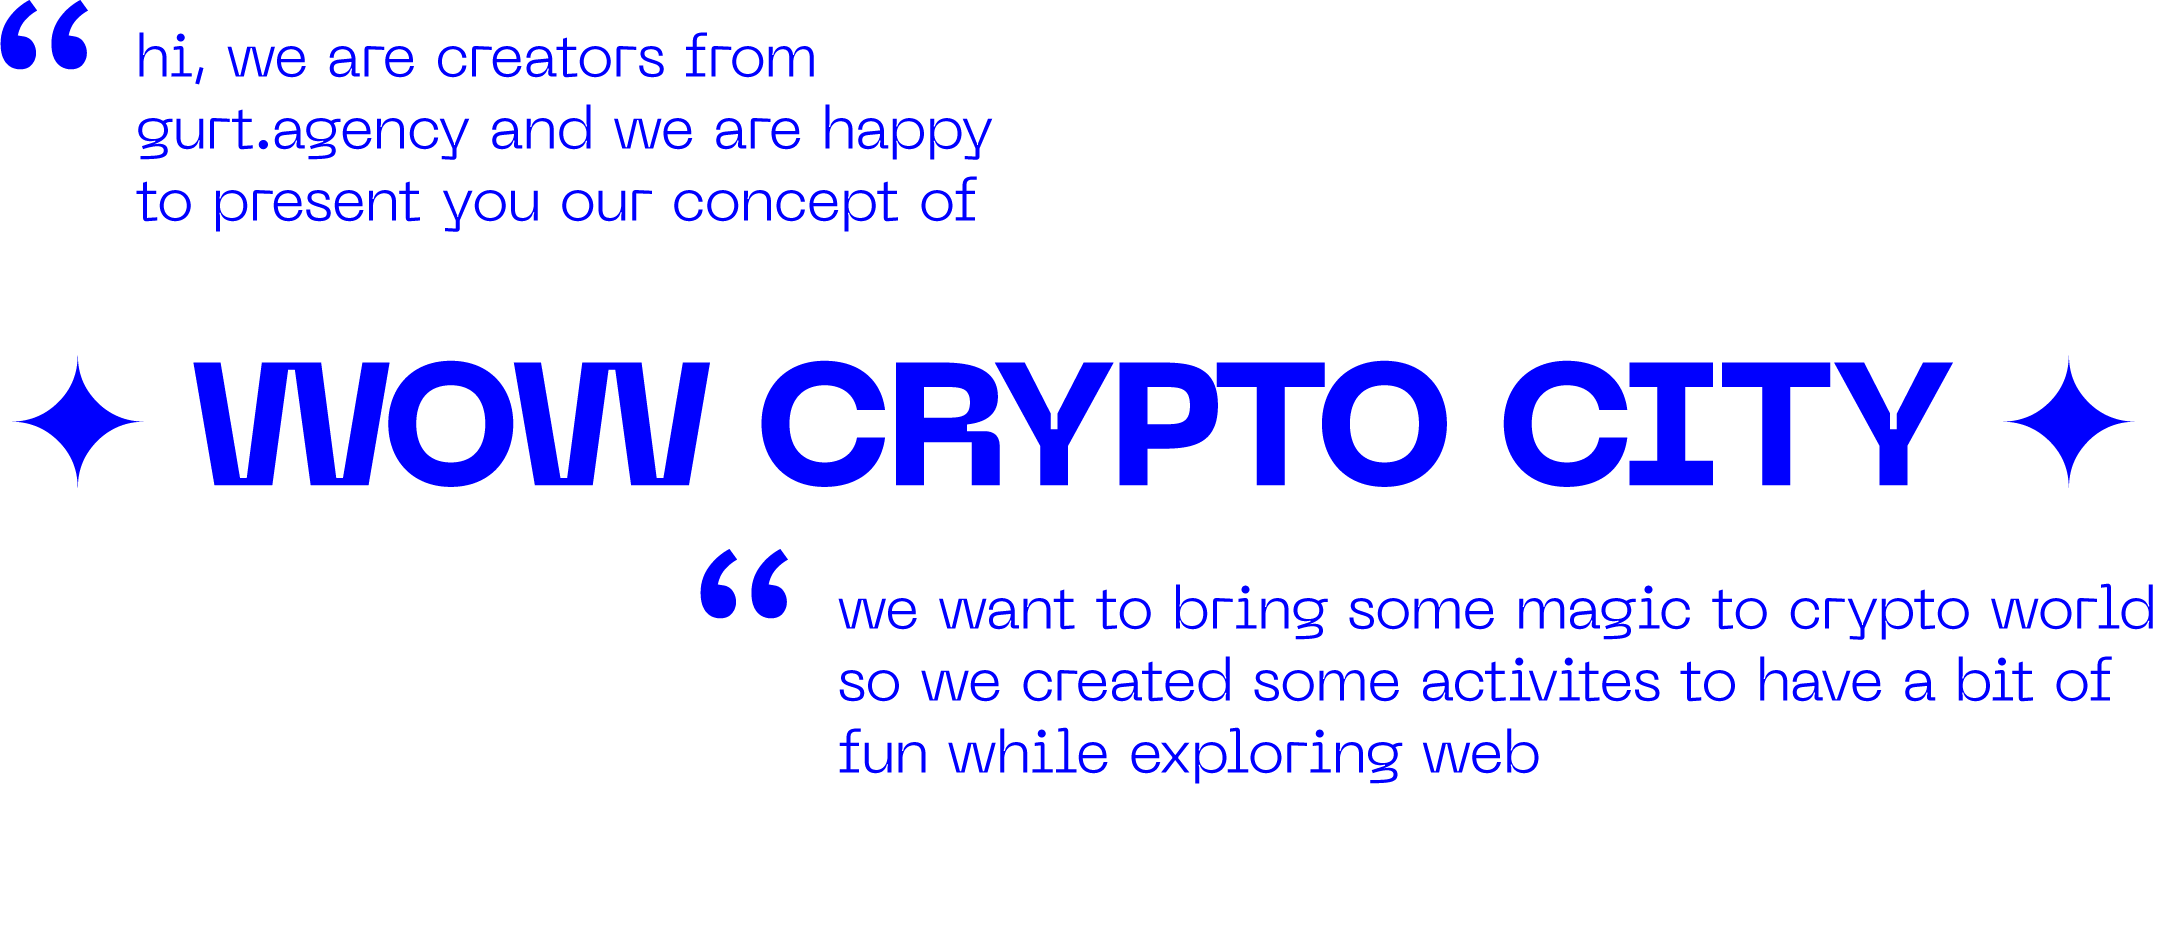 “ hi, we are creators from
gurt.agency and we are happy
to present you our concept of
✦ WOW CRYPTO CITY ✦
“ we want to bring some magic to crypto world
so we created some activites to have a bit of
fun while exploring web